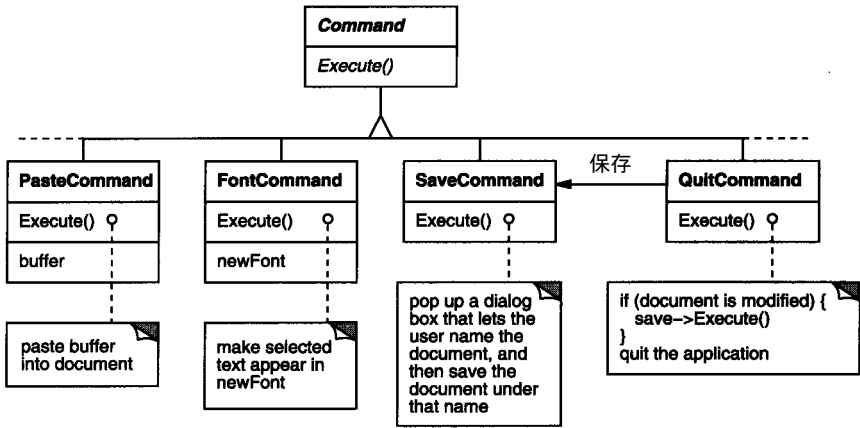 Command
Execute()
PasteCommand
Execute()
buffer
paste buffer
into document
FontCommand
Execute()
newFont
make selected
text appear in
newFont
SaveCommand
Execute()
pop up a dialog
box that lets the
user name the
document, and
then save the
document under
that name
保存
QuitCommand
Execute()
if (document is modified) {
save->Execute()
}
quit the application